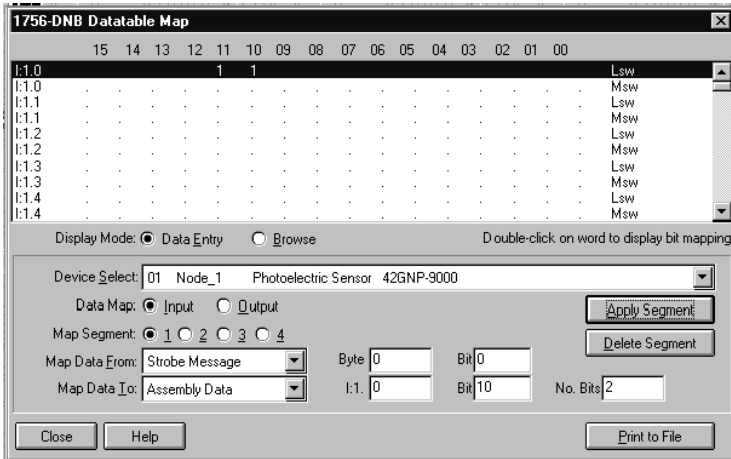 1756-DNB Datatable Map
15 14 13 12 11 10 09 08 07 06 05 04 03 02 01 00
I:1.0 1 1 Lsw
I:1.0 . . . . . . . . . . . . . . . . Msw
I:1.1 . . . . . . . . . . . . . . . . Lsw
I:1.1 . . . . . . . . . . . . . . . . Msw
I:1.2 . . . . . . . . . . . . . . . . Lsw
I:1.2 . . . . . . . . . . . . . . . . Msw
I:1.3 . . . . . . . . . . . . . . . . Lsw
I:1.3 . . . . . . . . . . . . . . . . Msw
I:1.4 . . . . . . . . . . . . . . . . Lsw
I:1.4 . . . . . . . . . . . . . . . . Msw
Display Mode: Data Entry Browse Double-click on word to display bit mapping
Device Select: 01 Node_1 Photoelectric Sensor 42GNP-9000
Data Map: Input Output Apply Segment
Map Segment: 1 2 3 4 Delete Segment
Map Data From: Strobe Message Byte 0 Bit 0
Map Data To: Assembly Data I:1. 0 Bit 10 No. Bits 2
Close Help Print to File